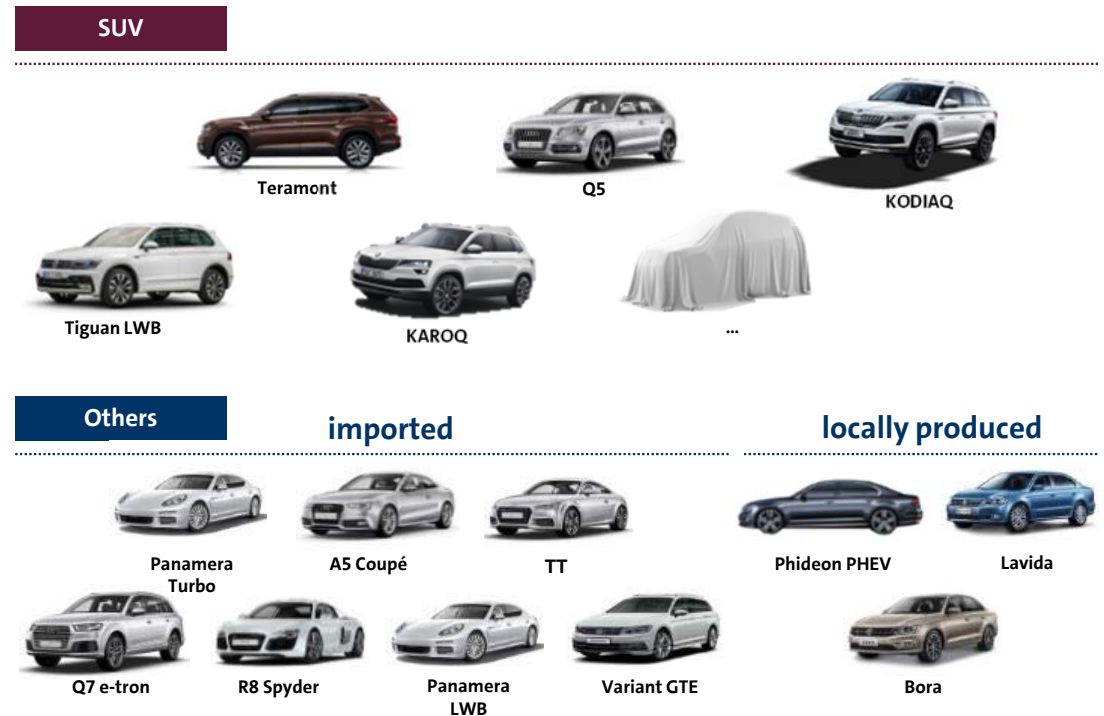 SUV
Teramont
Q5
KODIAQ
Tiguan LWB
KAROQ
...
Others
imported
locally produced
Panamera
Turbo
A5 Coupé
TT
Phideon PHEV
Lavida
Q7 e-tron
R8 Spyder
Panamera
LWB
Variant GTE
Bora